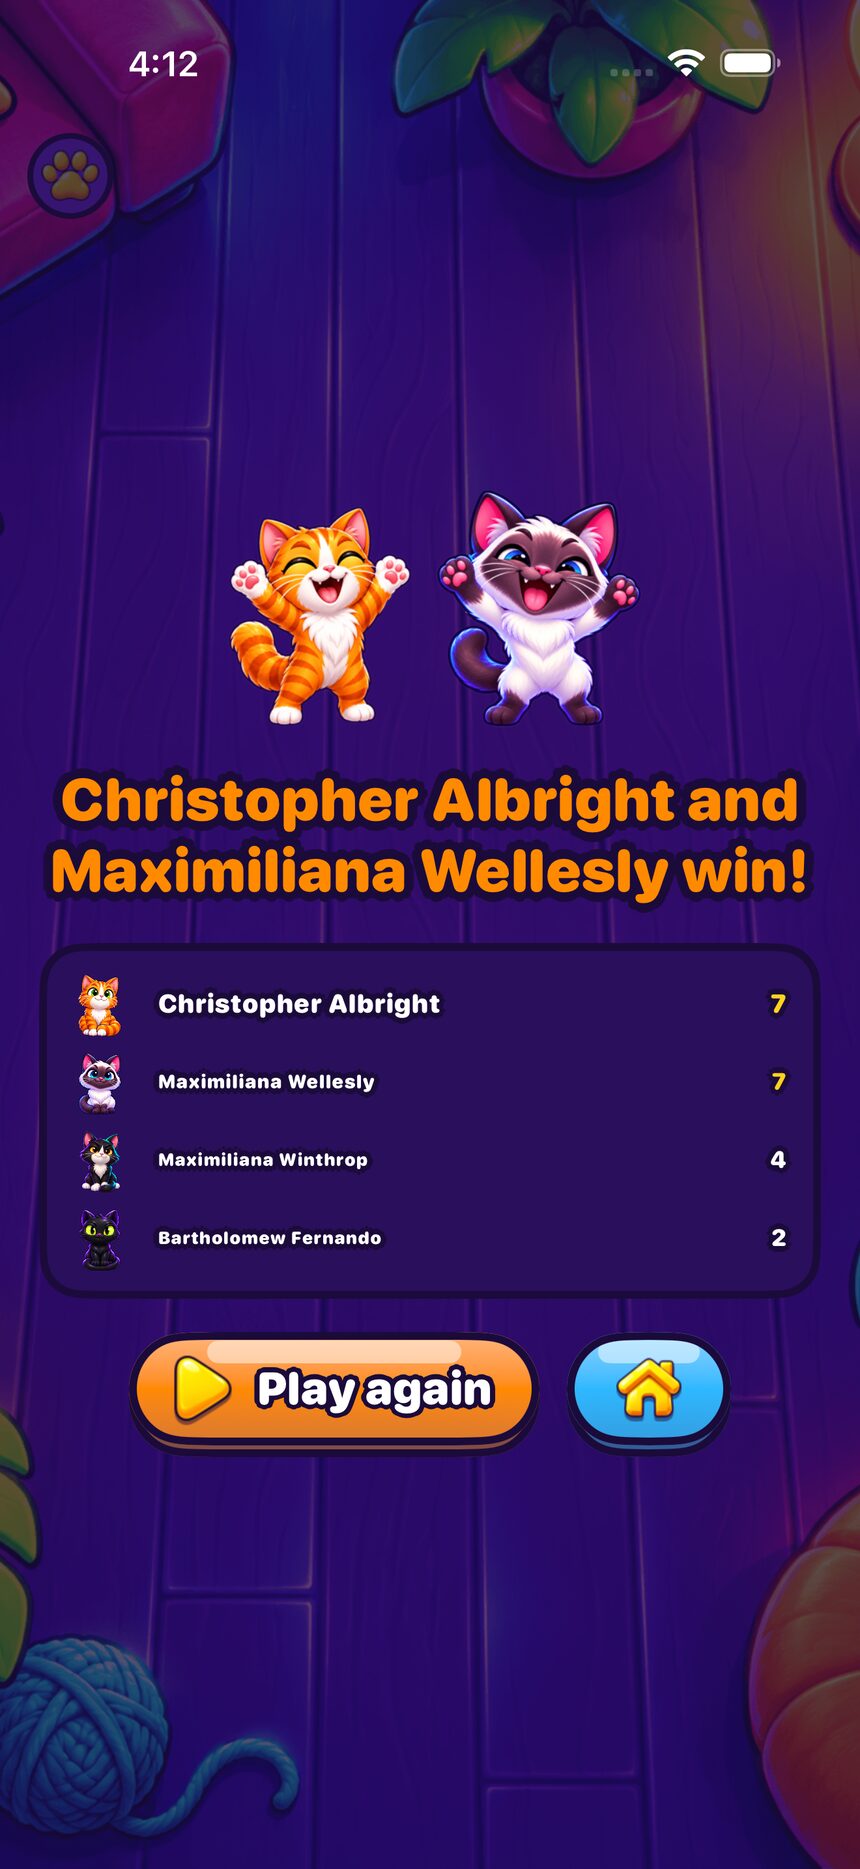 4:12
Christopher Albright and
Maximiliana Wellesly win!
Christopher Albright 7
Maximiliana Wellesly 7
Maximiliana Winthrop 4
Bartholomew Fernando 2
Play again